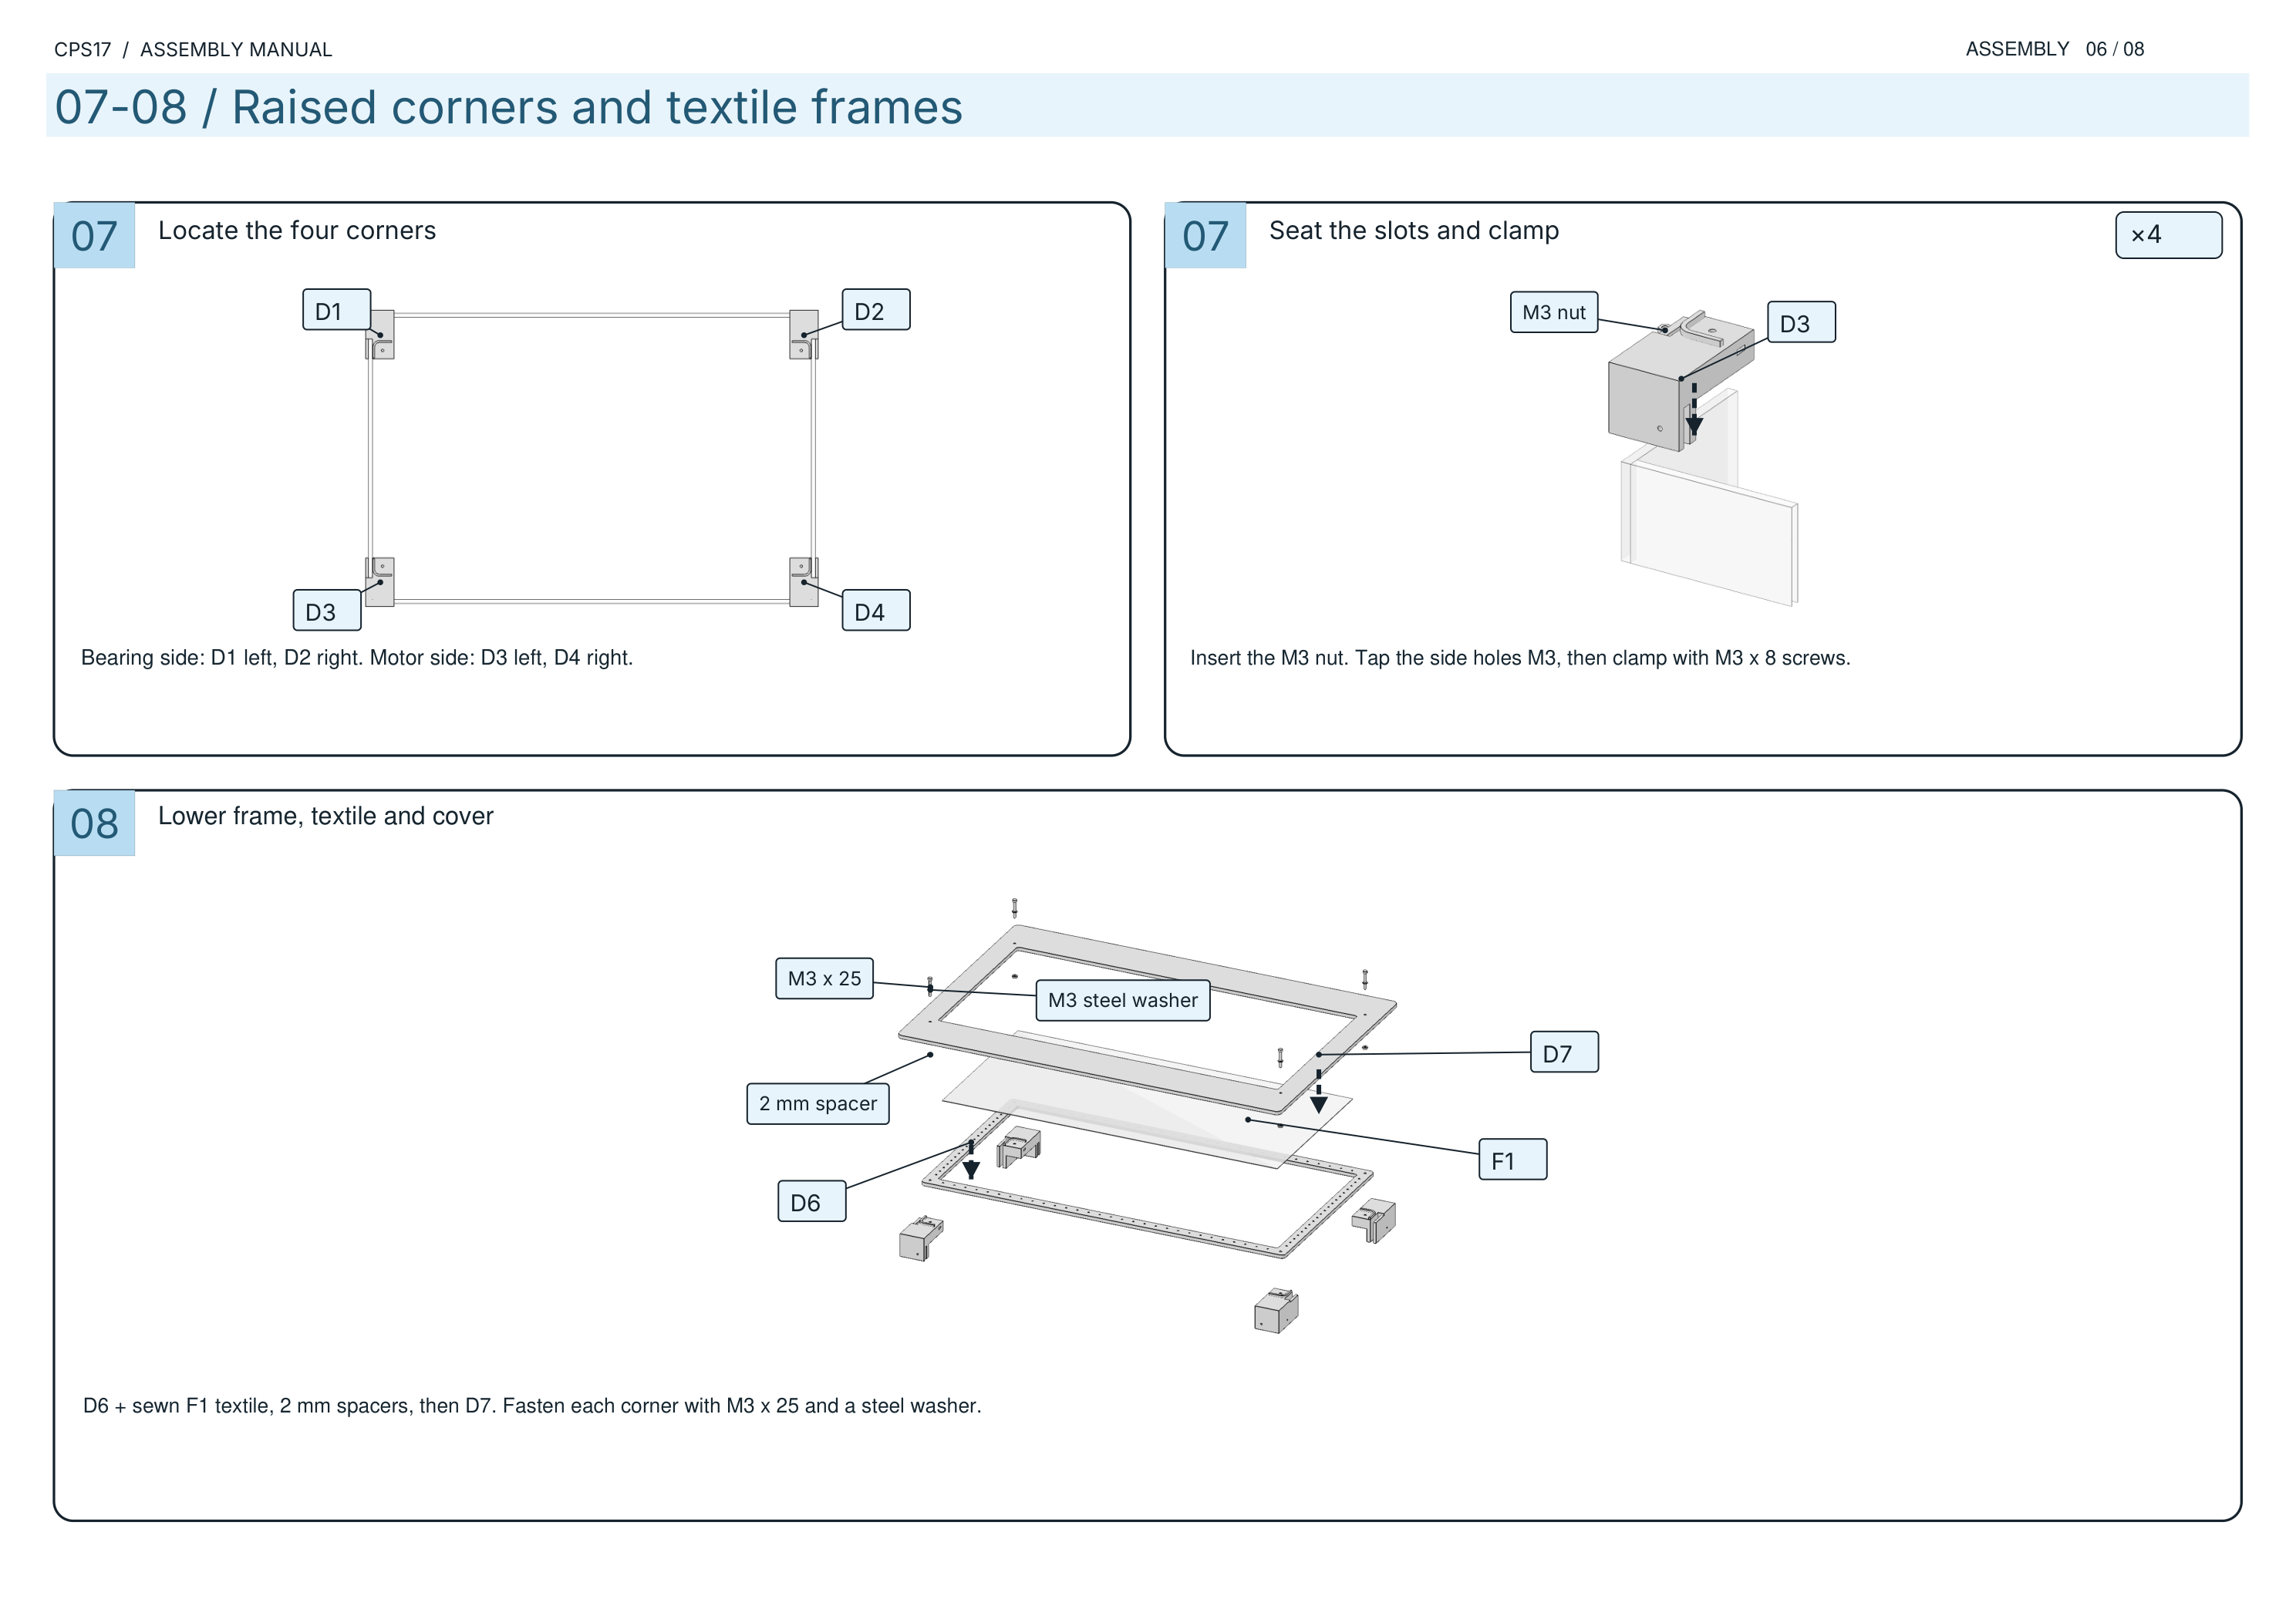 CPS17 / ASSEMBLY MANUAL
ASSEMBLY 06 / 08
07-08 / Raised corners and textile frames
07
Locate the four corners
D1
D2
D3
D4
Bearing side: D1 left, D2 right. Motor side: D3 left, D4 right.
07
Seat the slots and clamp
×4
M3 nut
D3
Insert the M3 nut. Tap the side holes M3, then clamp with M3 x 8 screws.
08
Lower frame, textile and cover
M3 x 25
M3 steel washer
D7
2 mm spacer
F1
D6
D6 + sewn F1 textile, 2 mm spacers, then D7. Fasten each corner with M3 x 25 and a steel washer.